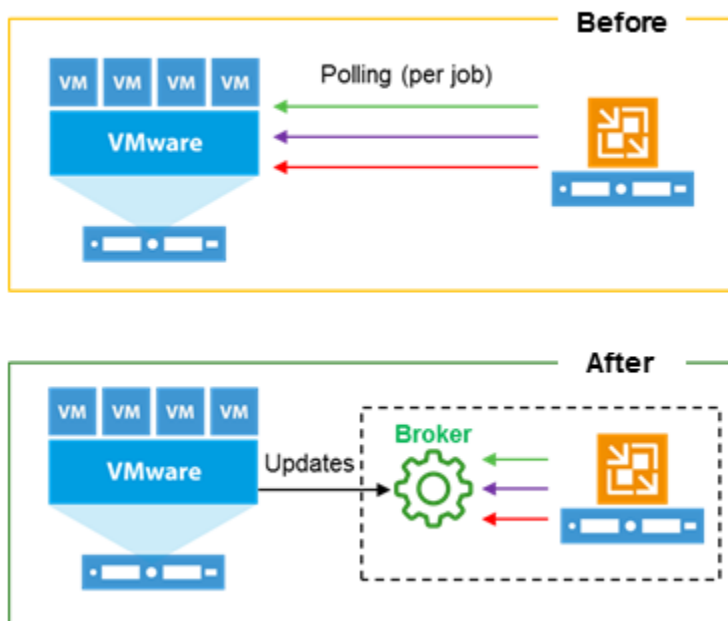 Before
VM VM VM VM
Polling (per job)
VMware
After
VM VM VM VM
Broker
VMware
Updates